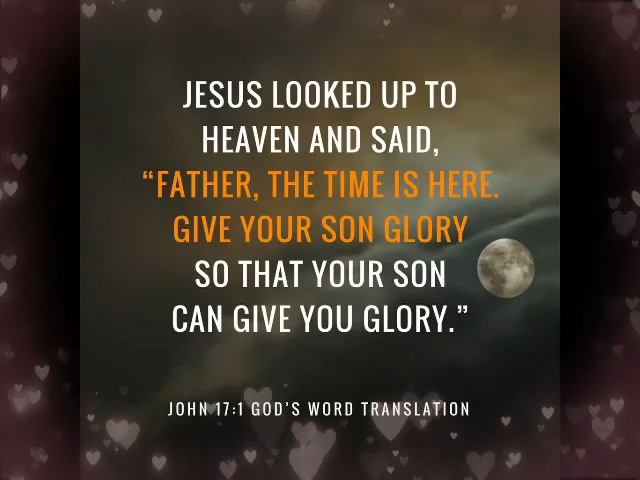 JESUS LOOKED UP TO
HEAVEN AND SAID,
“FATHER, THE TIME IS HERE.
GIVE YOUR SON GLORY
SO THAT YOUR SON
CAN GIVE YOU GLORY.”
JOHN 17:1 GOD’S WORD TRANSLATION